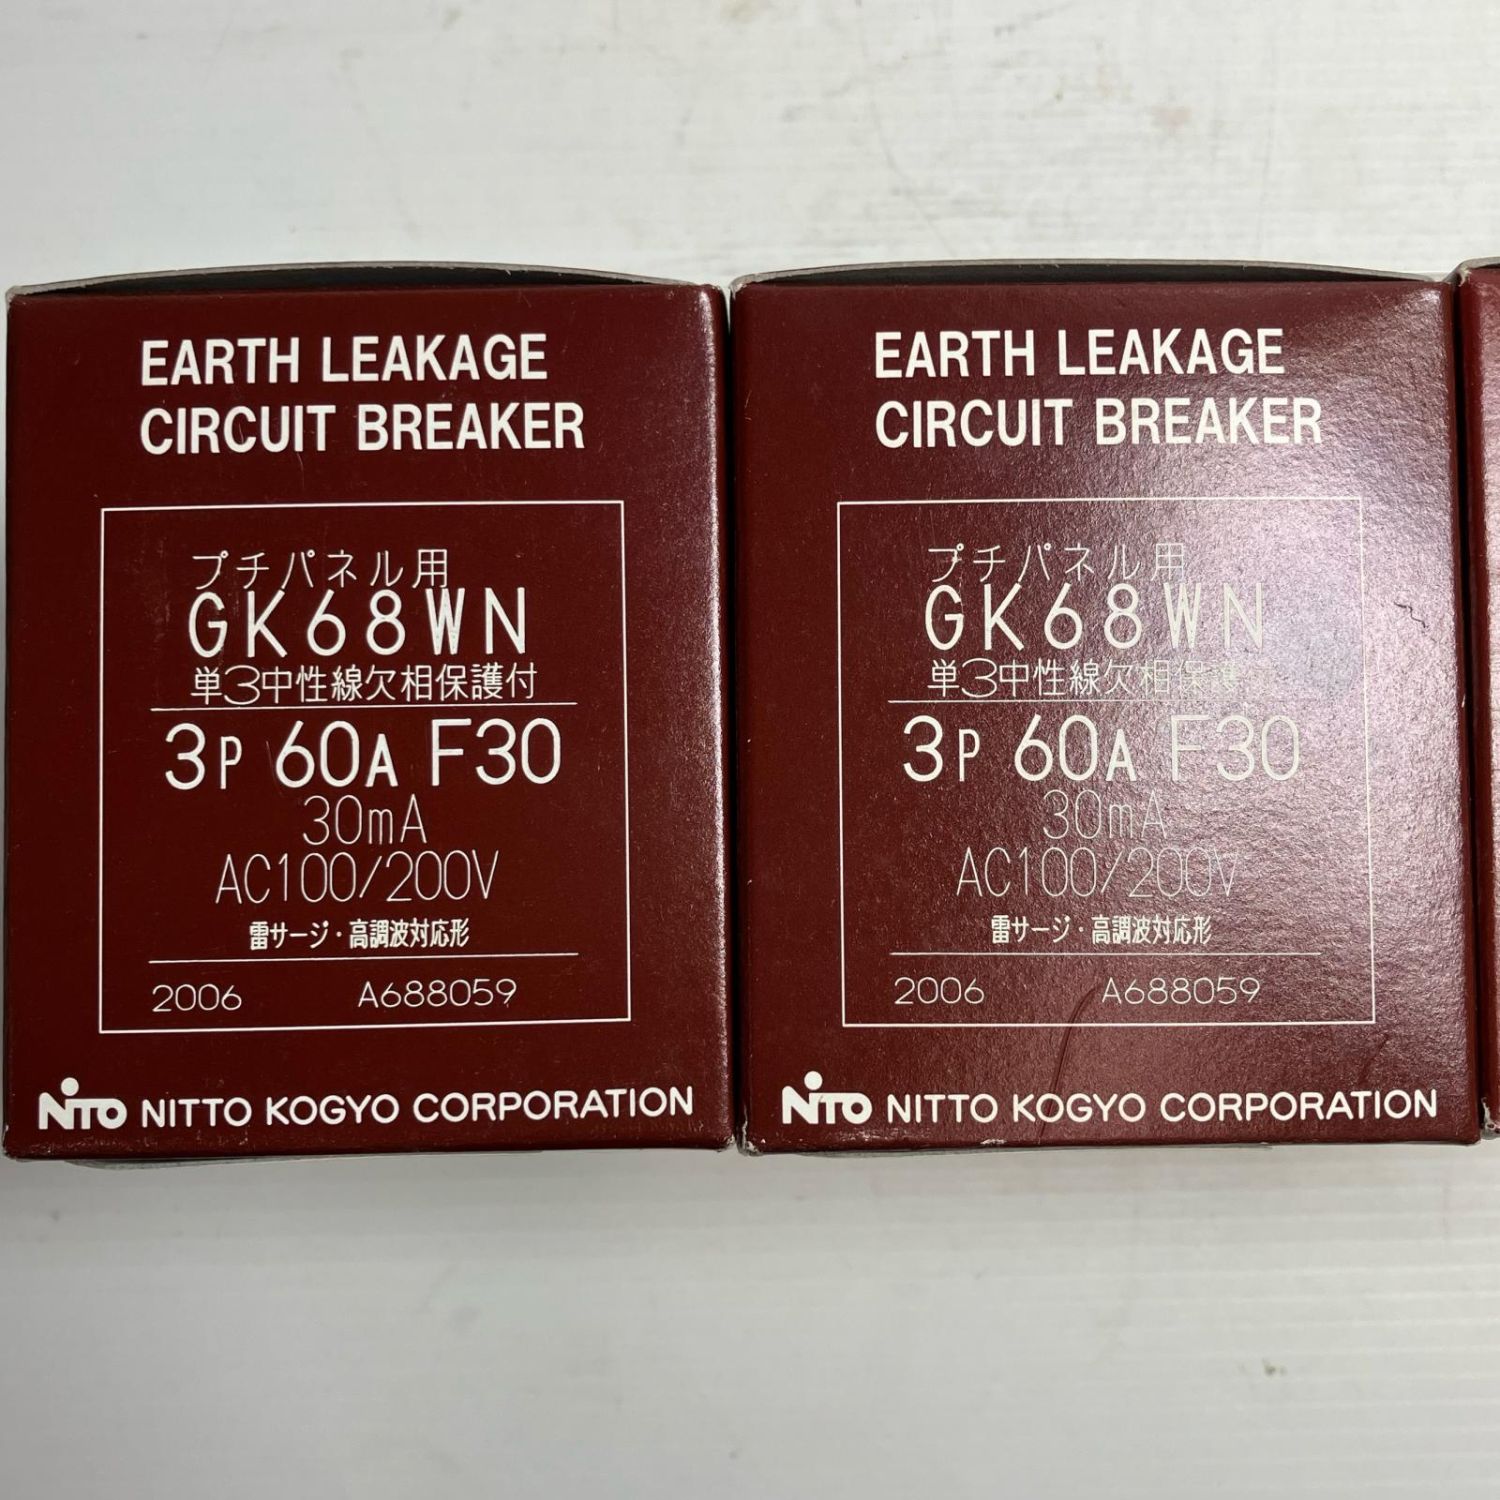 EARTH LEAKAGE
CIRCUIT BREAKER
プチパネル用
GK68WN
単3中性線欠相保護付
3P 60A F30
30mA
AC100/200V
雷サージ・高調波対応形
2006 A688059
NiTO NITTO KOGYO CORPORATION
EARTH LEAKAGE
CIRCUIT BREAKER
プチパネル用
GK68WN
単3中性線欠相保護
3P 60A F30
30mA
AC100/200V
雷サージ・高調波対応形
2006 A688059
NiTO NITTO KOGYO CORPORATION